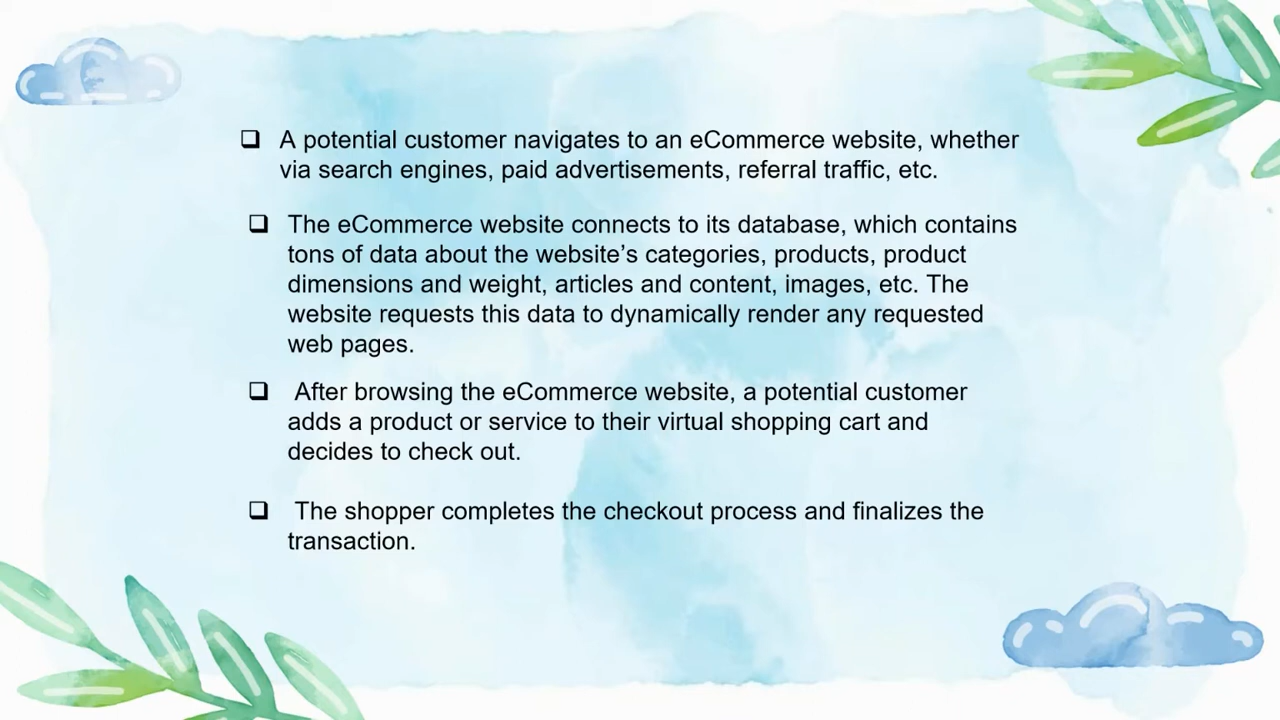 ❑ A potential customer navigates to an eCommerce website, whether
via search engines, paid advertisements, referral traffic, etc.
❑ The eCommerce website connects to its database, which contains
tons of data about the website’s categories, products, product
dimensions and weight, articles and content, images, etc. The
website requests this data to dynamically render any requested
web pages.
❑ After browsing the eCommerce website, a potential customer
adds a product or service to their virtual shopping cart and
decides to check out.
❑ The shopper completes the checkout process and finalizes the
transaction.